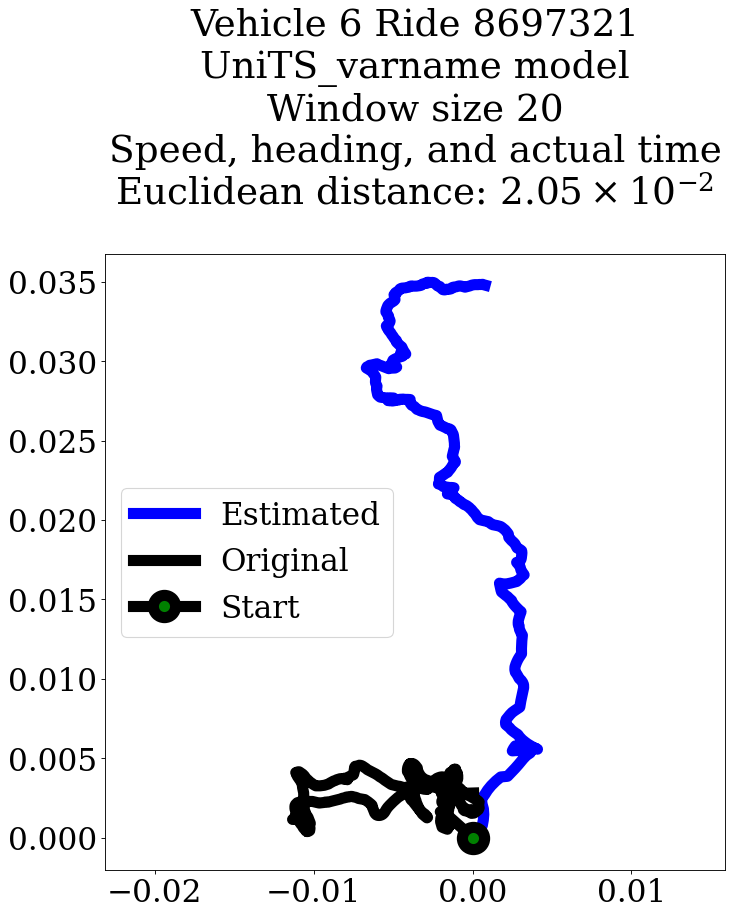 Vehicle 6 Ride 8697321
UniTS_varname model
Window size 20
Speed, heading, and actual time
Euclidean distance: 2.05 × 10⁻²
0.035
0.030
0.025
0.020
0.015
0.010
0.005
0.000
Estimated
Original
Start
−0.02
−0.01
0.00
0.01